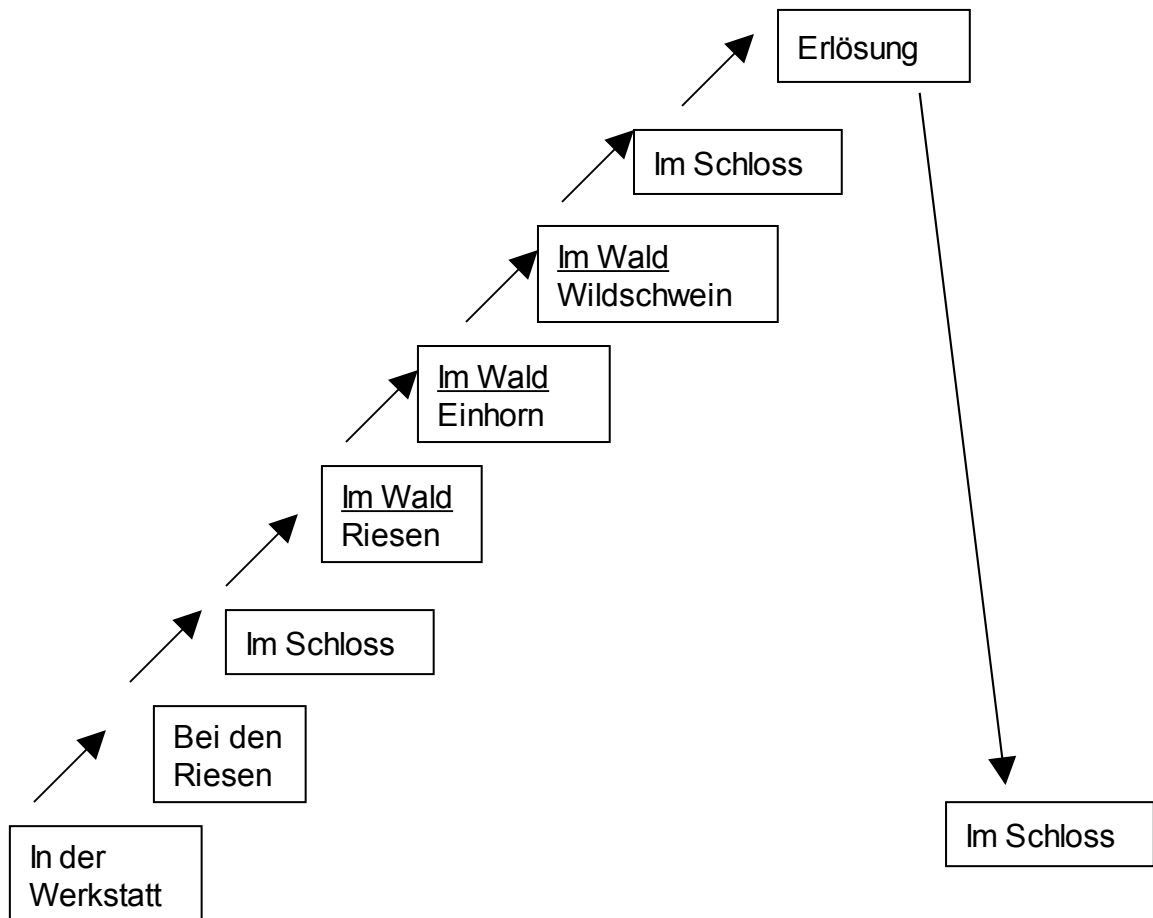 Erlösung
Im Schloss
Im Wald
Wildschwein
Im Wald
Einhorn
Im Wald
Riesen
Im Schloss
Bei den
Riesen
Im Schloss
In der
Werkstatt